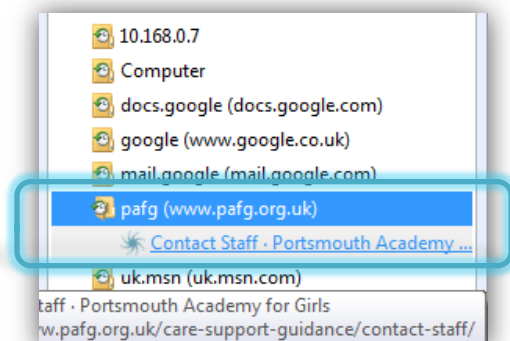 10.168.0.7
Computer
docs.google (docs.google.com)
google (www.google.co.uk)
mail.google (mail.google.com)
pafg (www.pafg.org.uk)
Contact Staff · Portsmouth Academy ...
uk.msn (uk.msn.com)
taff · Portsmouth Academy for Girls
w.pafg.org.uk/care-support-guidance/contact-staff/